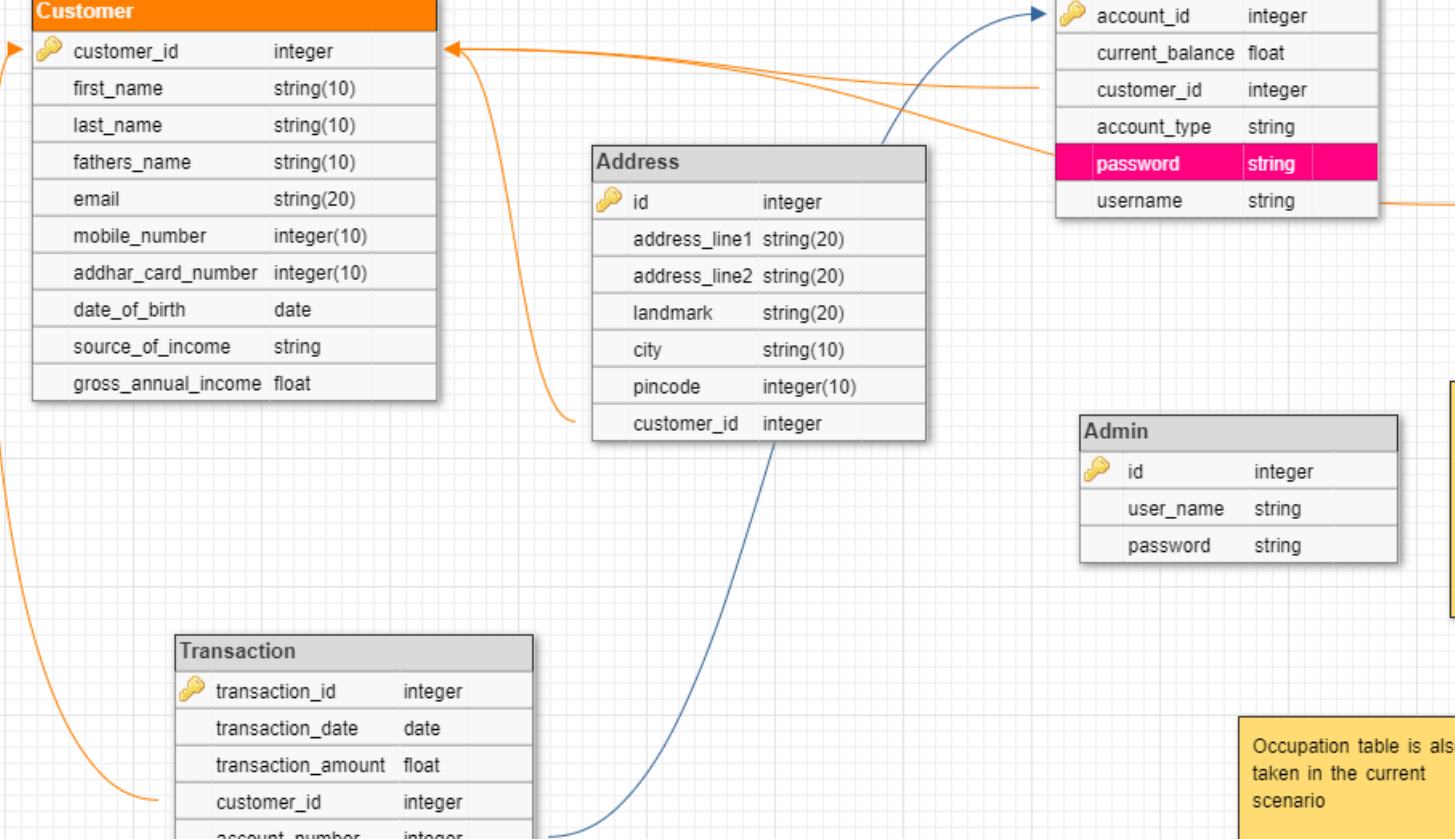 Customer
customer_id integer
first_name string(10)
last_name string(10)
fathers_name string(10)
email string(20)
mobile_number integer(10)
addhar_card_number integer(10)
date_of_birth date
source_of_income string
gross_annual_income float
account_id integer
current_balance float
customer_id integer
account_type string
password string
username string
Address
id integer
address_line1 string(20)
address_line2 string(20)
landmark string(20)
city string(10)
pincode integer(10)
customer_id integer
Admin
id integer
user_name string
password string
Transaction
transaction_id integer
transaction_date date
transaction_amount float
customer_id integer
account_number integer
Occupation table is als
taken in the current
scenario